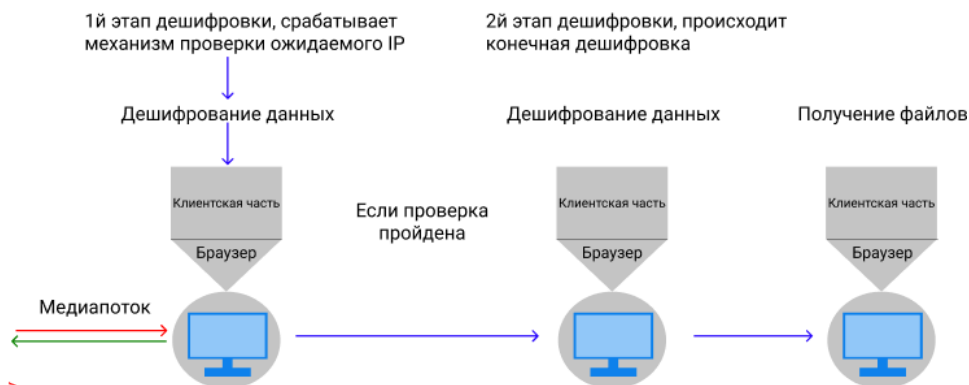 1й этап дешифровки, срабатывает
механизм проверки ожидаемого IP
2й этап дешифровки, происходит
конечная дешифровка
Дешифрование данных
Дешифрование данных
Получение файлов
Клиентская часть
Браузер
Если проверка
пройдена
Клиентская часть
Браузер
Клиентская часть
Браузер
Медиапоток